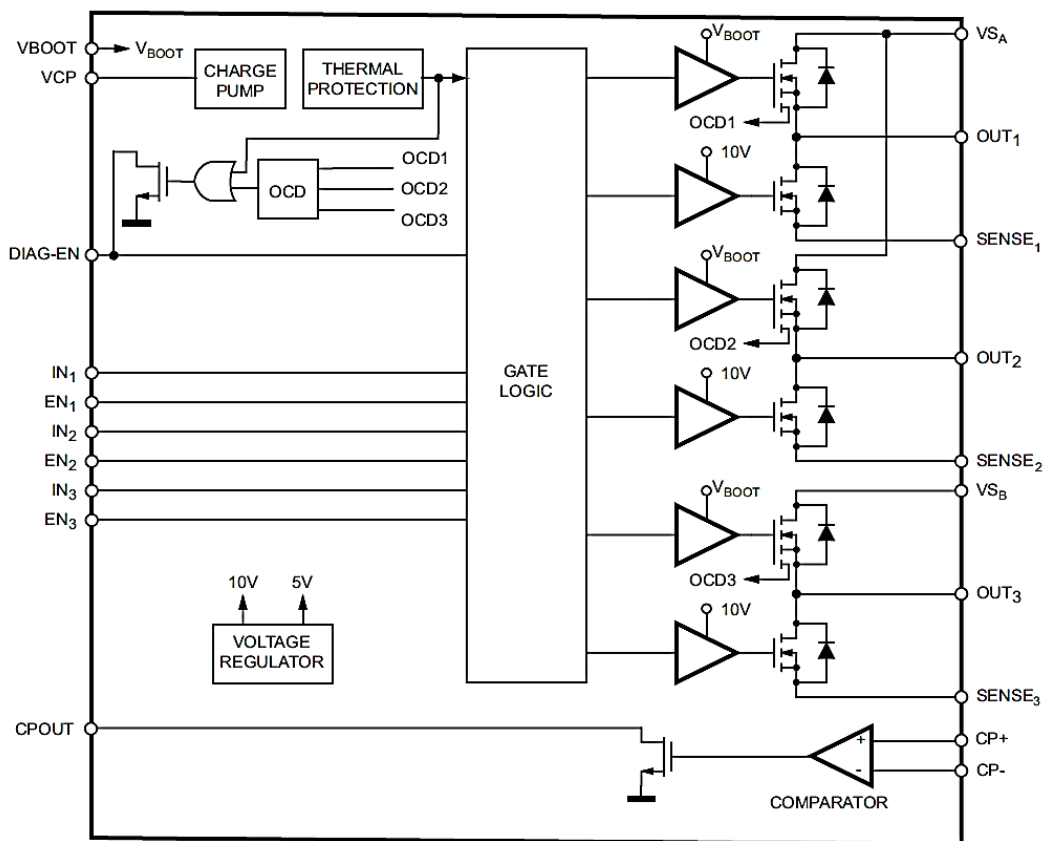 VBOOT
V_BOOT
VCP
CHARGE
PUMP
THERMAL
PROTECTION
V_BOOT
VS_A
OCD1
OUT_1
OCD1
OCD
OCD2
OCD3
10V
DIAG-EN
SENSE_1
V_BOOT
OCD2
OUT_2
IN_1
EN_1
IN_2
EN_2
IN_3
EN_3
GATE
LOGIC
10V
SENSE_2
V_BOOT
VS_B
OCD3
OUT_3
10V
5V
VOLTAGE
REGULATOR
10V
SENSE_3
CPOUT
+
-
CP+
CP-
COMPARATOR